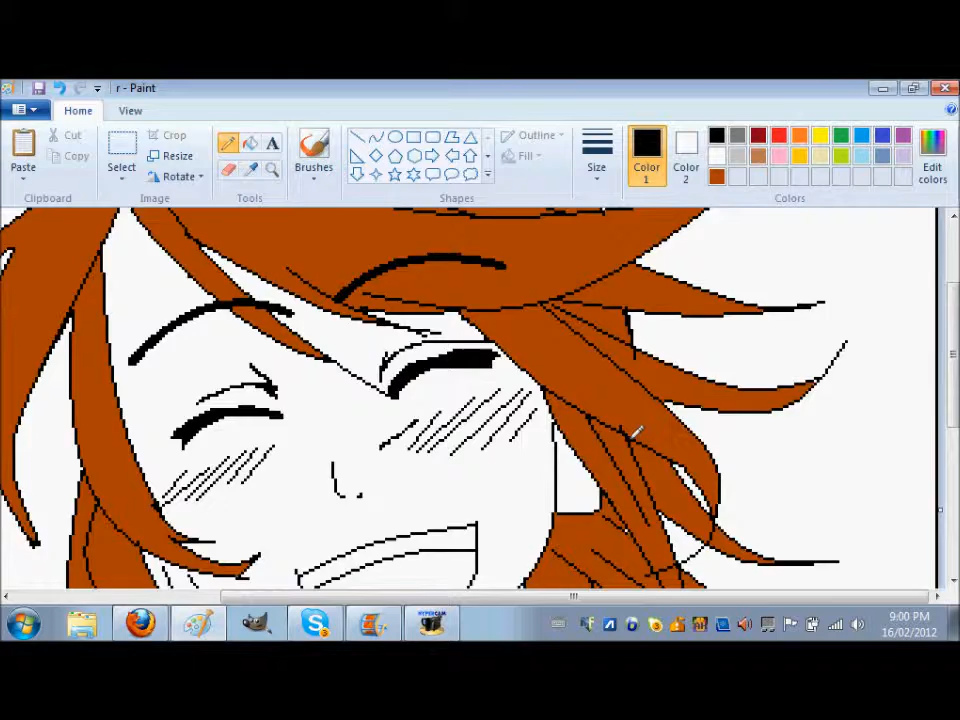 r - Paint
Home View
Paste
Cut
Copy
Clipboard
Select
Crop
Resize
Rotate
Image
A
Tools
Brushes
Outline
Fill
Shapes
Size
Color 1
Color 2
Edit colors
Colors
HYPERCAM
9:00 PM
16/02/2012